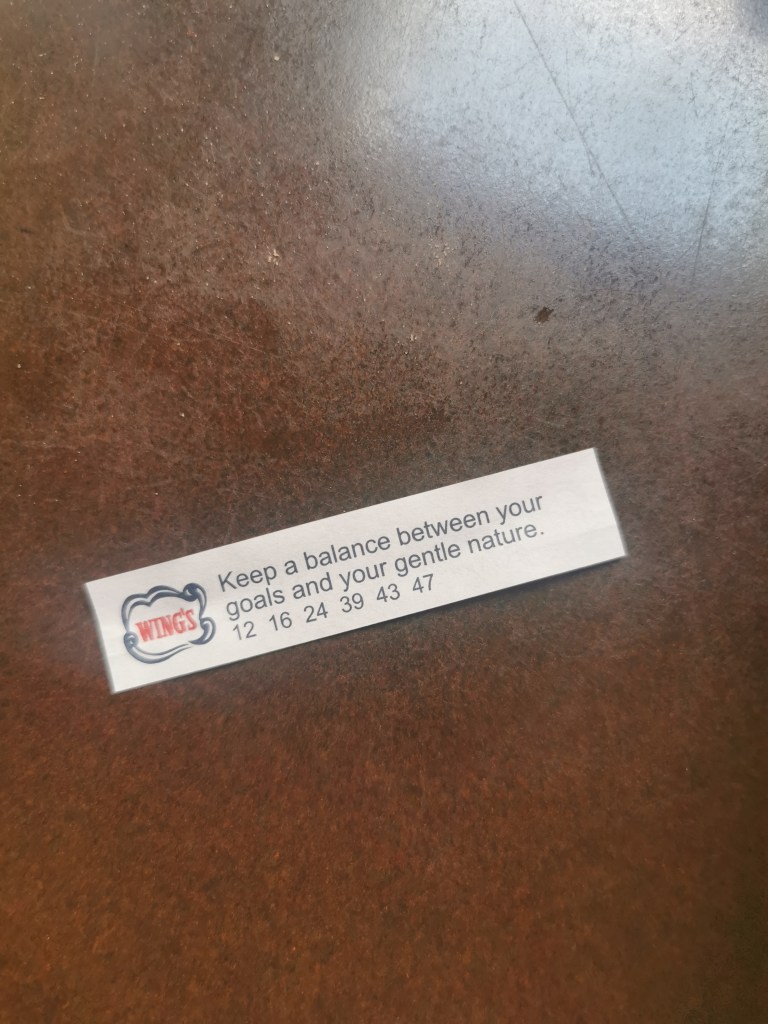 WING'S
Keep a balance between your
goals and your gentle nature.
12 16 24 39 43 47